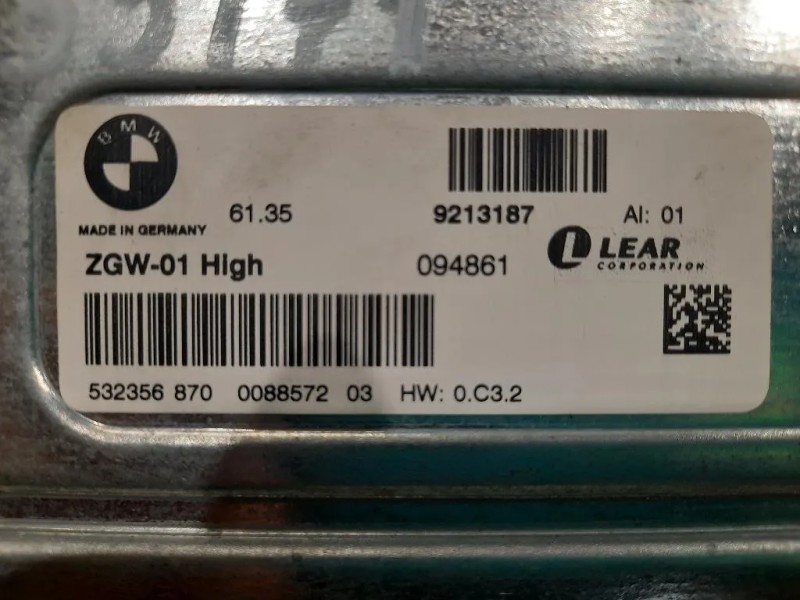 BMW
61.35 9213187 AI: 01
MADE IN GERMANY
ZGW-01 High 094861 LEAR
CORPORATION
532356 870 0088572 03 HW: 0.C3.2